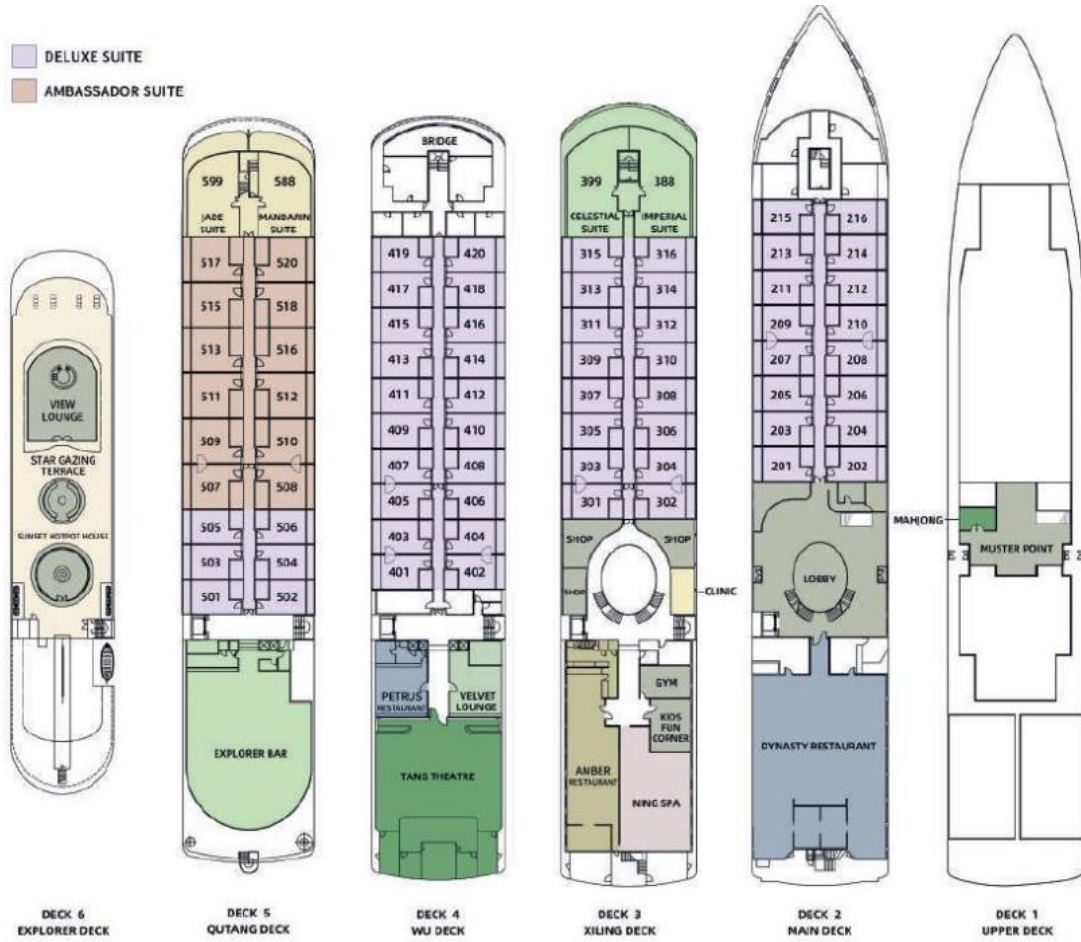 DELUXE SUITE
AMBASSADOR SUITE
VIEW
LOUNGE
STAR GAZING
TERRACE
SUNSET HOTPOT HOUSE
DECK 6
EXPLORER DECK
599
588
JADE
SUITE
MANDARIN
SUITE
517
520
515
518
513
516
511
512
509
510
507
508
505
506
503
504
501
502
EXPLORER BAR
DECK 5
QUTANG DECK
BRIDGE
419
420
417
418
415
416
413
414
411
412
409
410
407
408
405
406
403
404
401
402
PETRUS
RESTAURANT
VELVET
LOUNGE
TANG THEATRE
DECK 4
WU DECK
399
388
CELESTIAL
SUITE
IMPERIAL
SUITE
315
316
313
314
311
312
309
310
307
308
305
306
303
304
301
302
SHOP
SHOP
SHOP
CLINIC
GYM
KIDS
FUN
CORNER
ANBER
RESTAURANT
NING SPA
DECK 3
XILING DECK
215
216
213
214
211
212
209
210
207
208
205
206
203
204
201
202
LOBBY
DYNASTY RESTAURANT
DECK 2
MAIN DECK
MAHJONG
MUSTER POINT
DECK 1
UPPER DECK